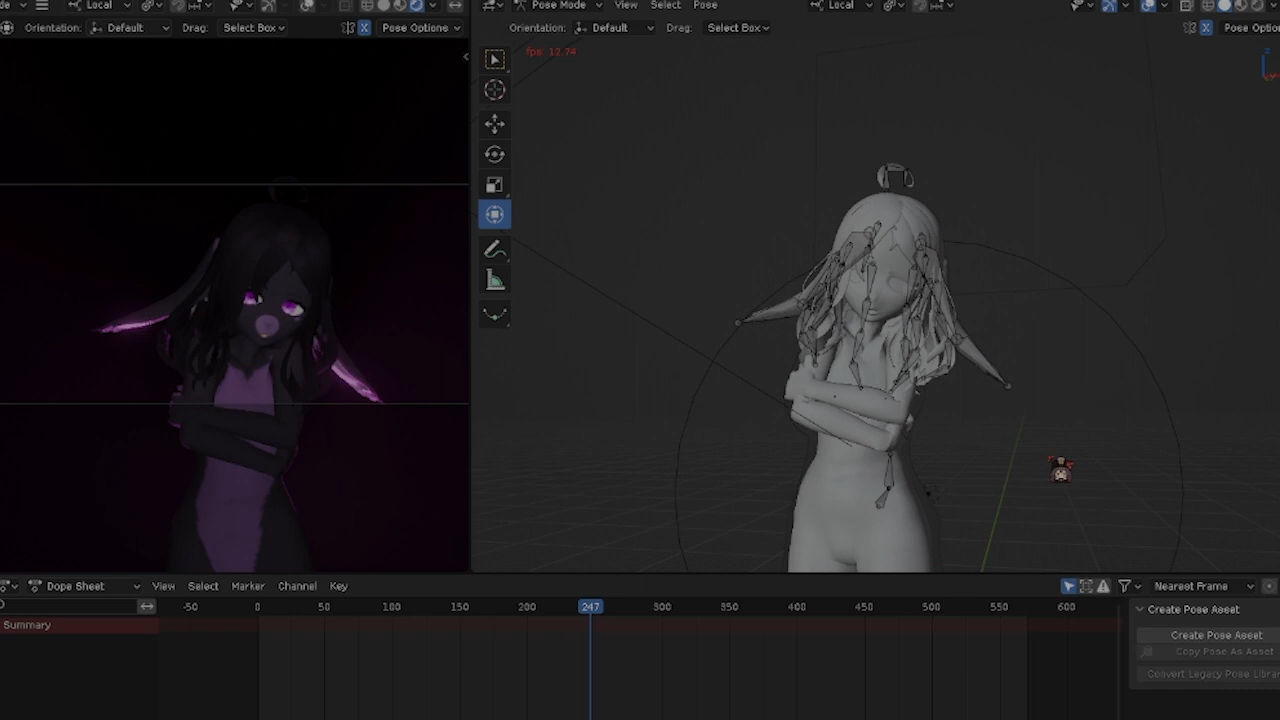 Local
Pose Mode View Select Pose
Local
Orientation: Default Drag: Select Box
Pose Options
Orientation: Default Drag: Select Box
fps: 12.74
Dope Sheet View Select Marker Channel Key
Nearest Frame
-50 0 50 100 150 200 247 300 350 400 450 500 550 600
Create Pose Asset
Summary
Create Pose Asset
Copy Pose As Asset
Convert Legacy Pose